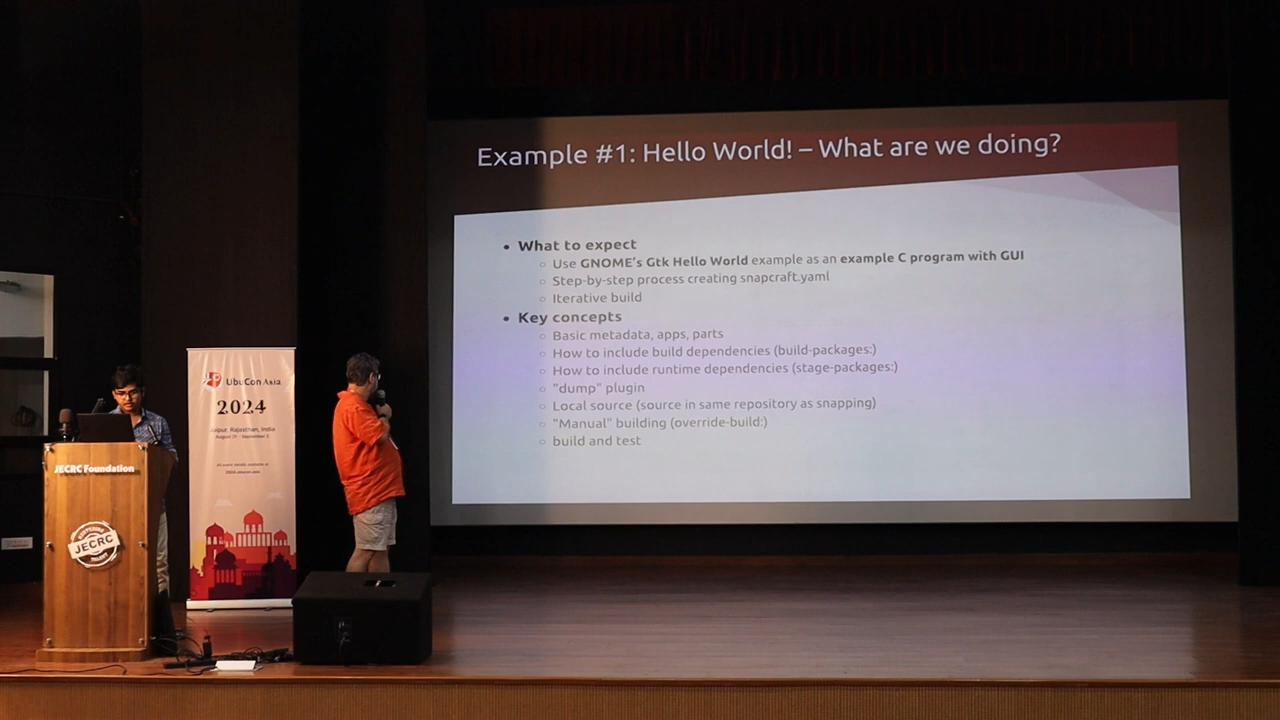 Example #1: Hello World! – What are we doing?
• What to expect
○ Use GNOME's Gtk Hello World example as an example C program with GUI
○ Step-by-step process creating snapcraft.yaml
○ Iterative build
• Key concepts
○ Basic metadata, apps, parts
○ How to include build dependencies (build-packages:)
○ How to include runtime dependencies (stage-packages:)
○ "dump" plugin
○ Local source (source in same repository as snapping)
○ "Manual" building (override-build:)
○ build and test
UbuCon Asia
2024
Jaipur, Rajasthan, India
JECRC Foundation
JECRC